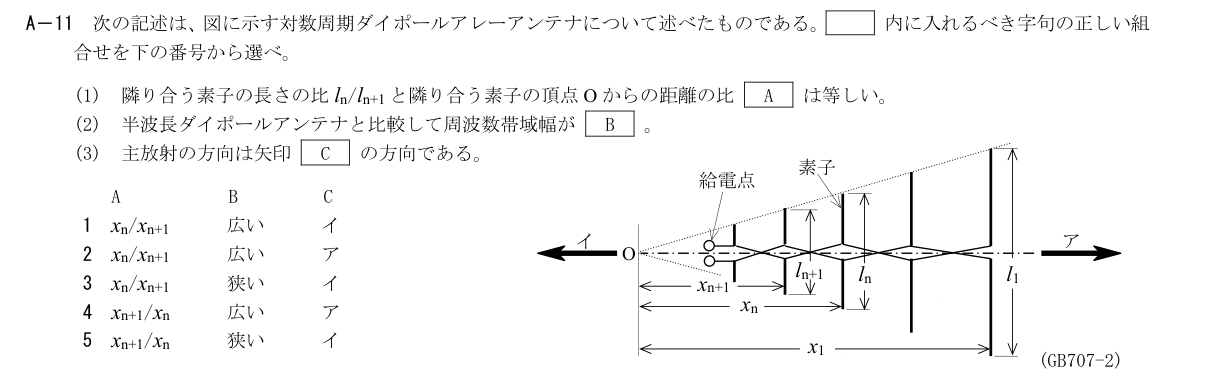 A－11 次の記述は、図に示す対数周期ダイポールアレーアンテナについて述べたものである。 内に入れるべき字句の正しい組
合せを下の番号から選べ。
(1) 隣り合う素子の長さの比 ln/ln+1 と隣り合う素子の頂点 O からの距離の比 A は等しい。
(2) 半波長ダイポールアンテナと比較して周波数帯域幅が B 。
(3) 主放射の方向は矢印 C の方向である。
A B C
1 xn/xn+1 広い イ
2 xn/xn+1 広い ア
3 xn/xn+1 狭い イ
4 xn+1/xn 広い ア
5 xn+1/xn 狭い イ
素子
給電点
イ
ア
O
ln+1
ln
l1
xn+1
xn
x1
(GB707-2)